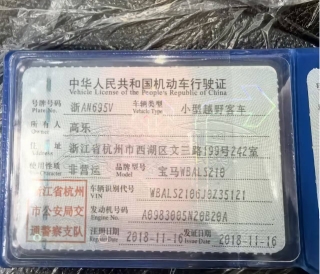 中华人民共和国机动车行驶证
Vehicle License of the People's Republic of China
号牌号码 浙AN695V 车辆类型 小型越野客车
Plate No. Vehicle Type
所有人 高乐
Owner
住址 浙江省杭州市西湖区文三路199号242室
Address
使用性质 非营运 品牌型号 宝马WBALS210
浙江省杭州
市公安局交
通警察支队
车辆识别代号
VIN
发动机号码
Engine No.
注册日期 2018-11-16 发证日期 2018-11-16
Register Date Issue Date